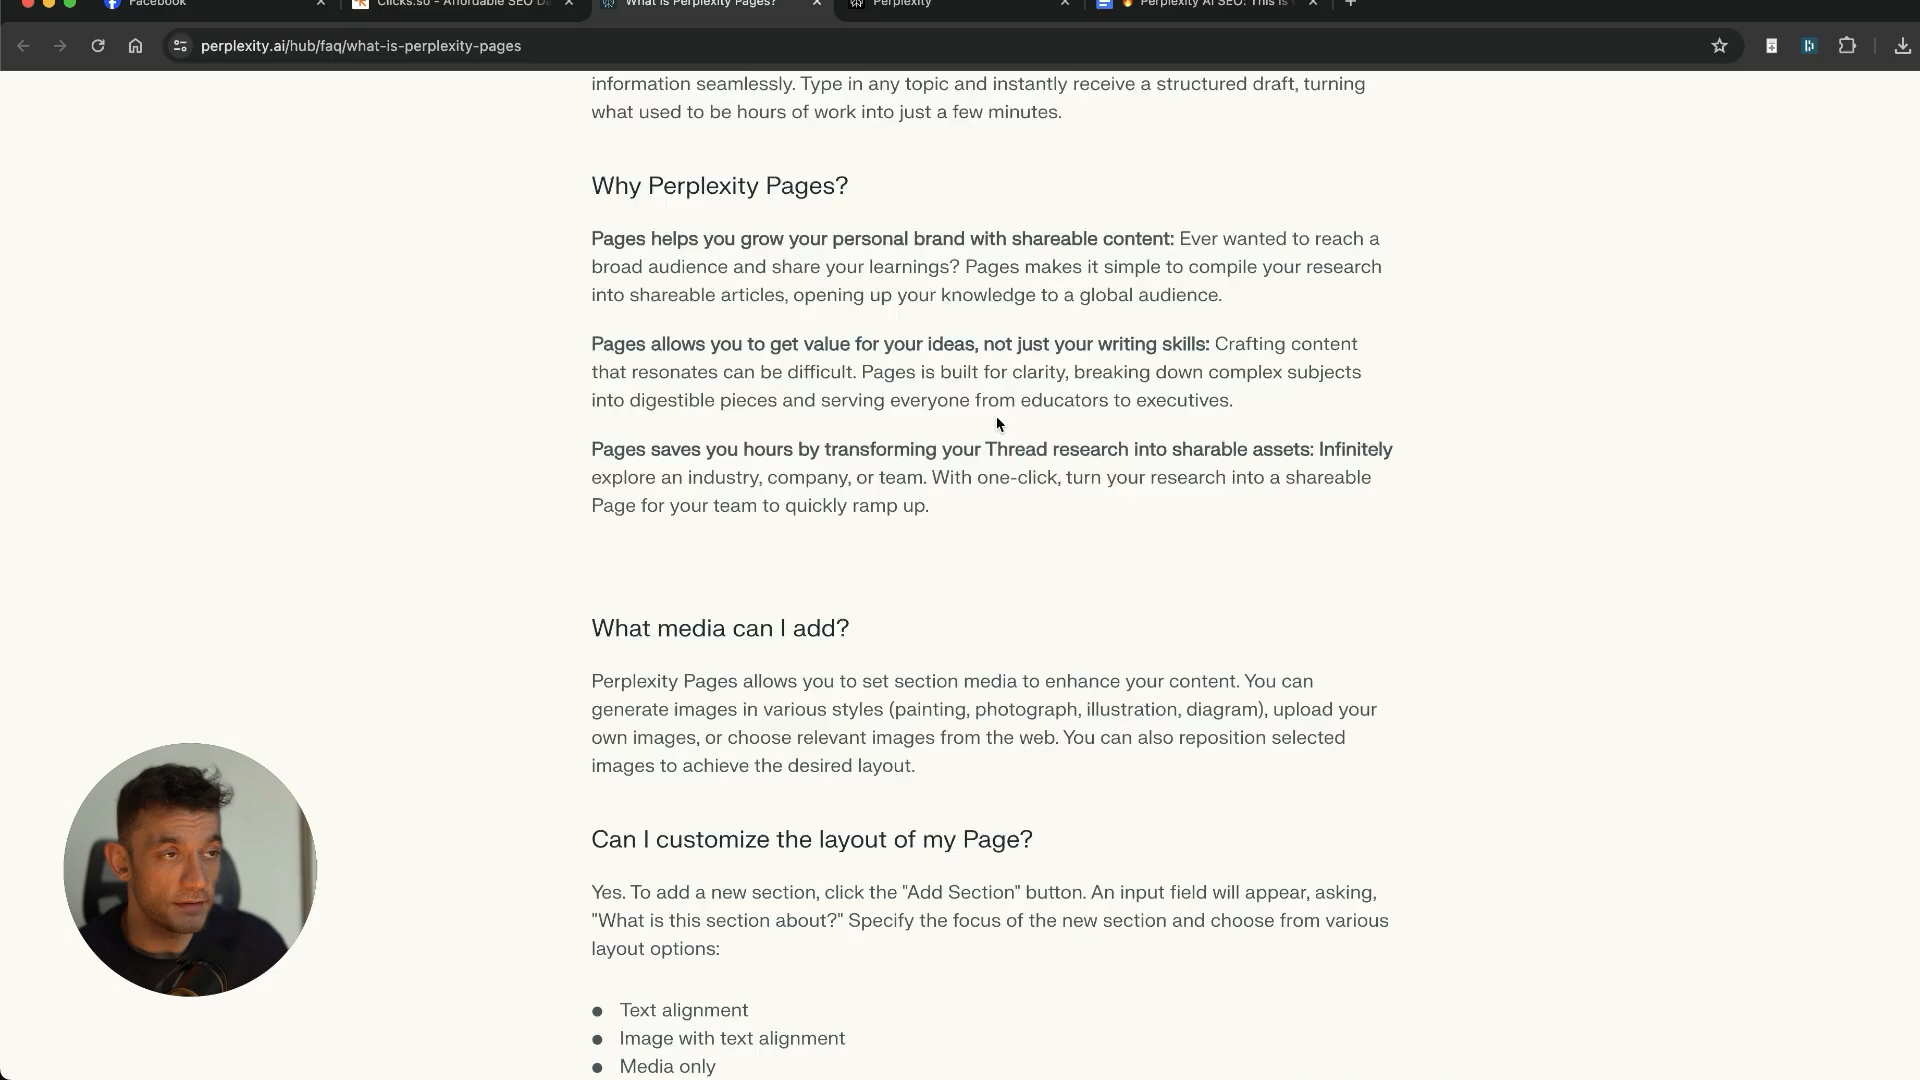 Facebook
Clicks.so - Affordable SEO Da
What is Perplexity Pages?
Perplexity
Perplexity AI SEO: This is
perplexity.ai/hub/faq/what-is-perplexity-pages
information seamlessly. Type in any topic and instantly receive a structured draft, turning
what used to be hours of work into just a few minutes.
Why Perplexity Pages?
Pages helps you grow your personal brand with shareable content: Ever wanted to reach a
broad audience and share your learnings? Pages makes it simple to compile your research
into shareable articles, opening up your knowledge to a global audience.
Pages allows you to get value for your ideas, not just your writing skills: Crafting content
that resonates can be difficult. Pages is built for clarity, breaking down complex subjects
into digestible pieces and serving everyone from educators to executives.
Pages saves you hours by transforming your Thread research into sharable assets: Infinitely
explore an industry, company, or team. With one-click, turn your research into a shareable
Page for your team to quickly ramp up.
What media can I add?
Perplexity Pages allows you to set section media to enhance your content. You can
generate images in various styles (painting, photograph, illustration, diagram), upload your
own images, or choose relevant images from the web. You can also reposition selected
images to achieve the desired layout.
Can I customize the layout of my Page?
Yes. To add a new section, click the "Add Section" button. An input field will appear, asking,
"What is this section about?" Specify the focus of the new section and choose from various
layout options:
● Text alignment
● Image with text alignment
● Media only